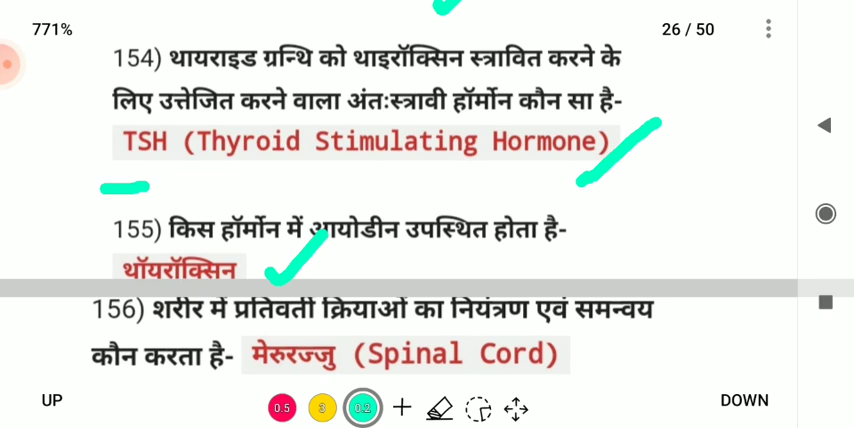 771%
26 / 50
154) थायराइड ग्रन्थि को थाइरॉक्सिन स्त्रावित करने के
लिए उत्तेजित करने वाला अंतःस्त्रावी हॉर्मोन कौन सा है-
TSH (Thyroid Stimulating Hormone)
155) किस हॉर्मोन में आयोडीन उपस्थित होता है-
थॉयरॉक्सिन
156) शरीर में प्रतिवर्ती क्रियाओं का नियंत्रण एवं समन्वय
कौन करता है- मेरुरज्जु (Spinal Cord)
UP
0.5
3
0.2
DOWN